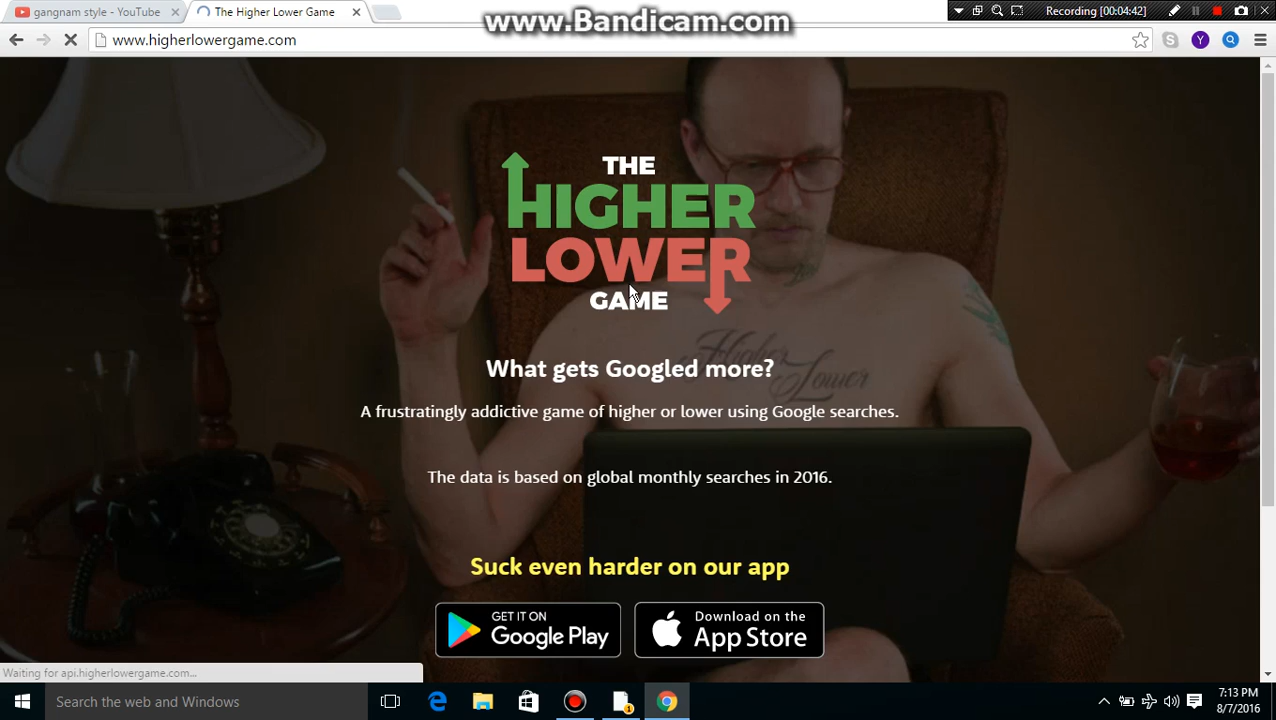 gangnam style - YouTube
The Higher Lower Game
www.Bandicam.com
Recording [00:04:42]
www.higherlowergame.com
THE
HIGHER
LOWER
GAME
Higher
Lower
What gets Googled more?
A frustratingly addictive game of higher or lower using Google searches.
The data is based on global monthly searches in 2016.
Suck even harder on our app
GET IT ON
Google Play
Download on the
App Store
Waiting for api.higherlowergame.com...
Search the web and Windows
7:13 PM
8/7/2016